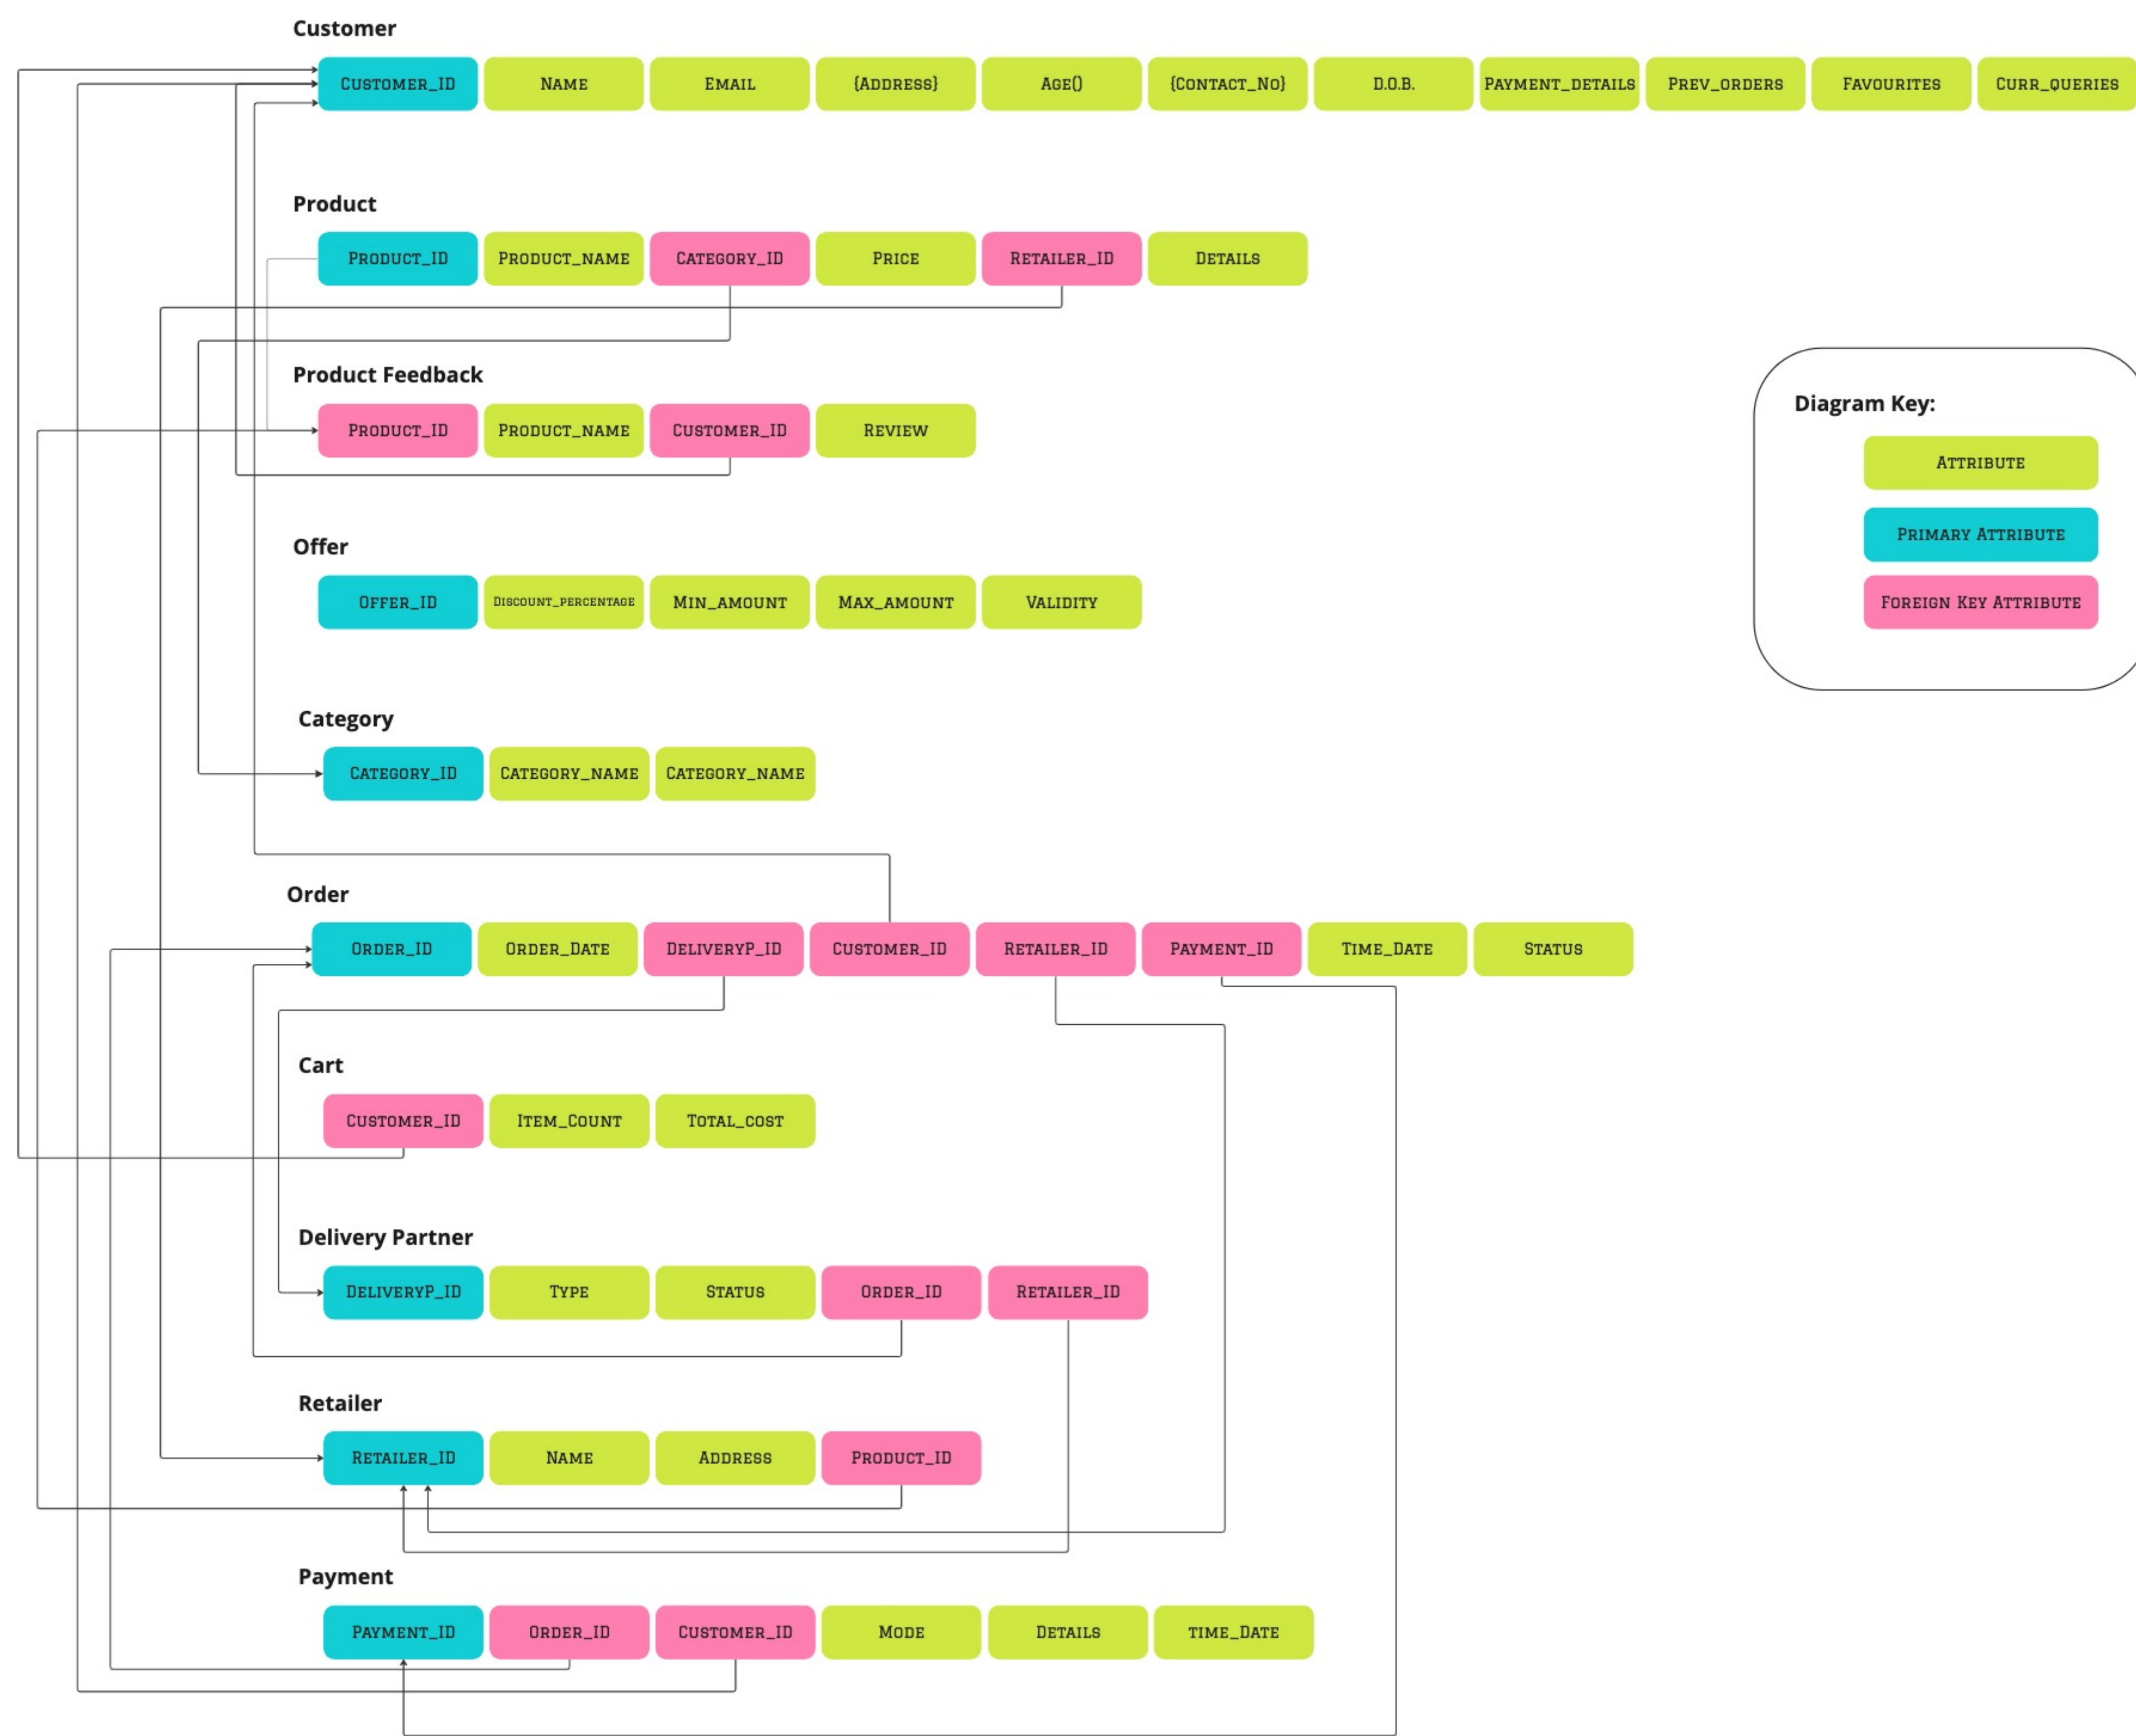 Customer
Customer_ID Name Email {Address} Age() {Contact_No} D.O.B. payment_details Prev_orders Favourites Curr_queries
Product
Product_ID Product_name category_ID Price Retailer_ID Details
Product Feedback
Product_ID Product_name Customer_ID Review
Diagram Key:
Attribute
Primary Attribute
Foreign Key Attribute
Offer
Offer_ID Discount_percentage Min_amount Max_amount Validity
Category
Category_ID category_name category_name
Order
Order_ID Order_Date DeliveryP_ID Customer_ID Retailer_ID payment_ID Time_Date Status
Cart
Customer_ID Item_Count Total_cost
Delivery Partner
DeliveryP_ID Type Status Order_ID Retailer_ID
Retailer
Retailer_ID Name Address Product_ID
Payment
payment_ID Order_ID Customer_ID Mode Details time_Date